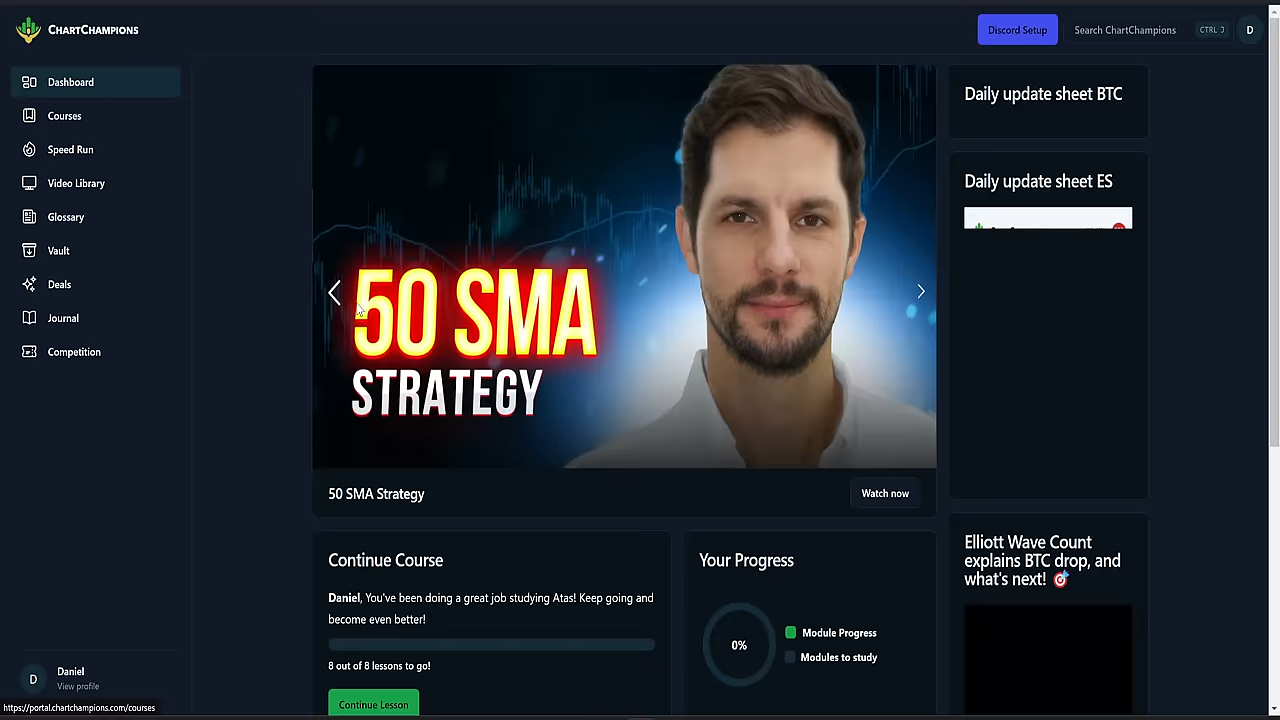 CHARTCHAMPIONS
Discord Setup
Search ChartChampions
CTRL J
D
Dashboard
Courses
Speed Run
Video Library
Glossary
Vault
Deals
Journal
Competition
50 SMA
STRATEGY
50 SMA Strategy
Watch now
Daily update sheet BTC
Daily update sheet ES
Continue Course
Daniel, You've been doing a great job studying Atas! Keep going and
become even better!
8 out of 8 lessons to go!
Continue Lesson
Your Progress
0%
Module Progress
Modules to study
Elliott Wave Count
explains BTC drop, and
what's next! 🎯
D
Daniel
View profile
https://portal.chartchampions.com/courses